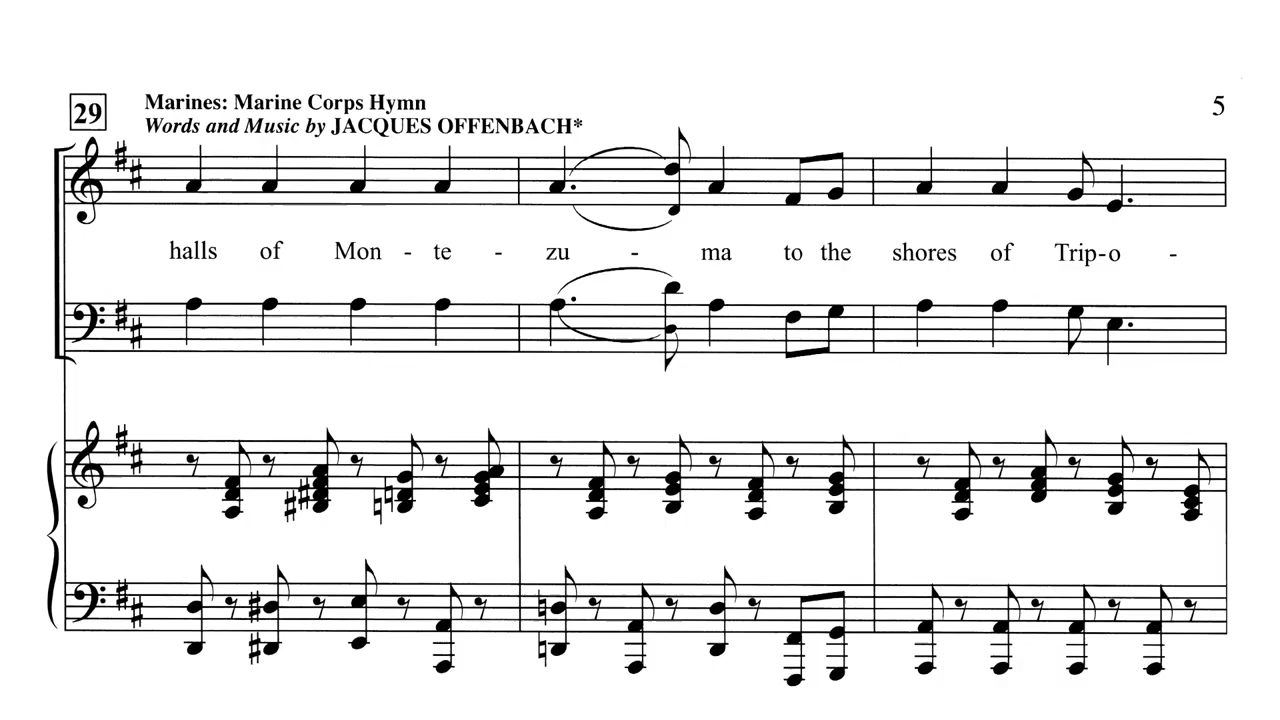 29
Marines: Marine Corps Hymn
5
Words and Music by JACQUES OFFENBACH*
halls of Mon - te - zu - ma to the shores of Trip-o -